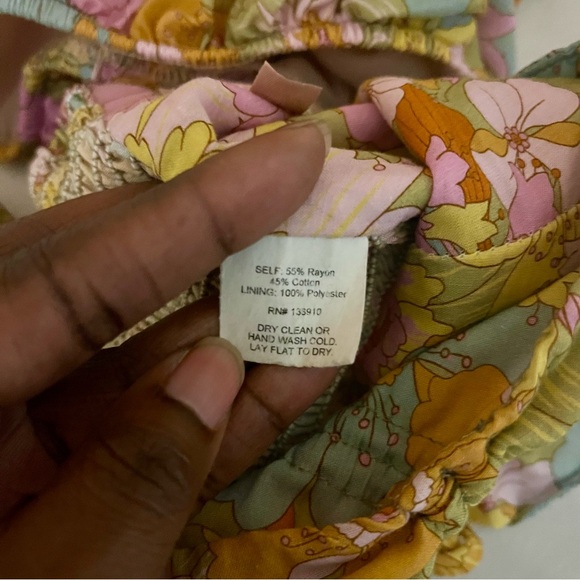 SELF: 55% Rayon
45% Cotton
LINING: 100% Polyester
RN# 133910
DRY CLEAN OR
HAND WASH COLD.
LAY FLAT TO DRY.